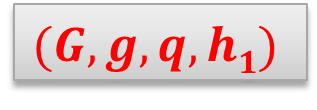 (G, g, q, h₁)